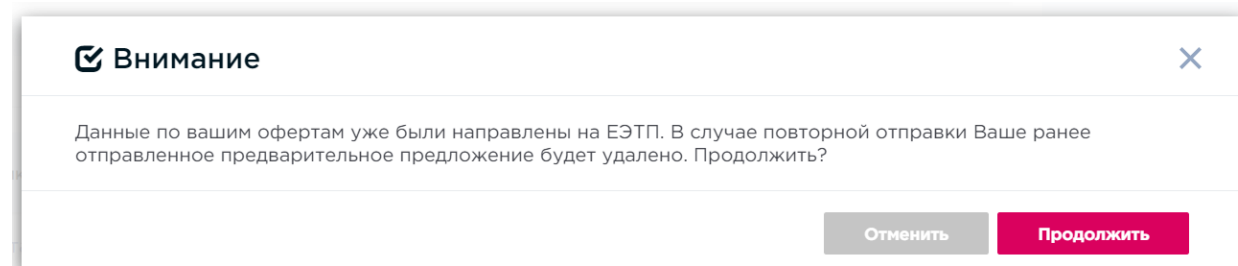 Внимание
Данные по вашим офертам уже были направлены на ЕЭТП. В случае повторной отправки Ваше ранее
отправленное предварительное предложение будет удалено. Продолжить?
Отменить Продолжить